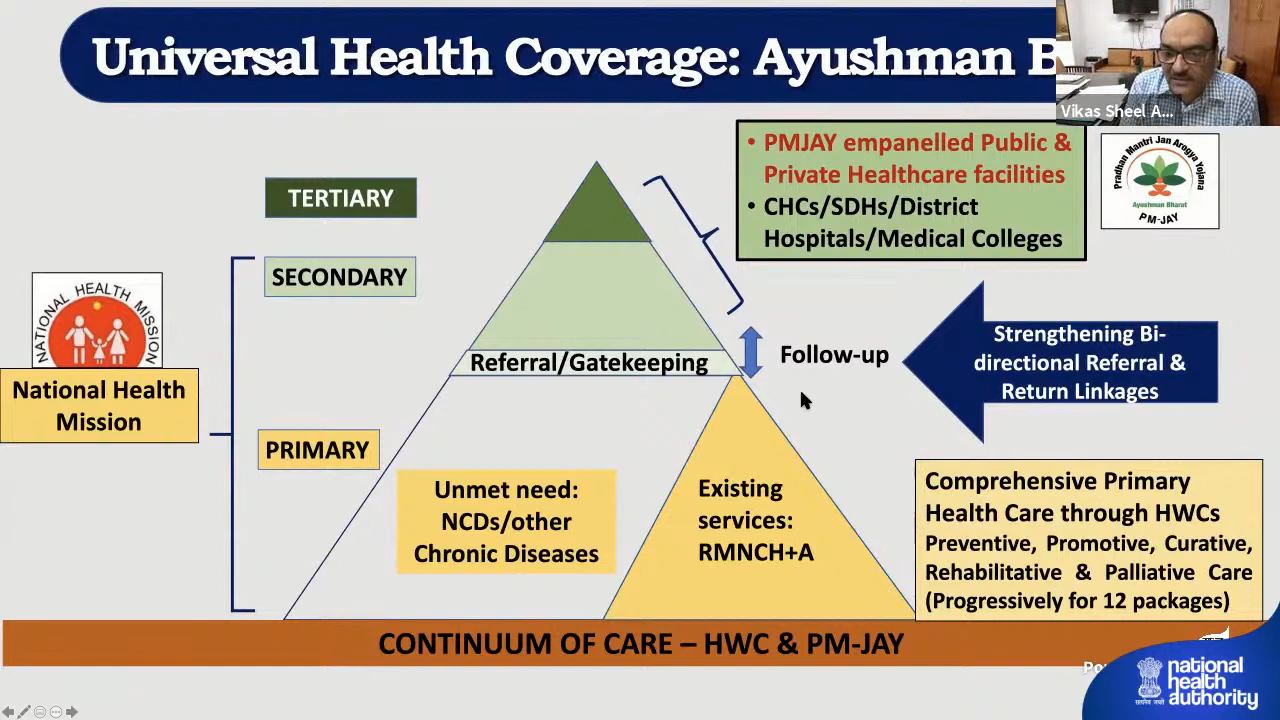 Universal Health Coverage: Ayushman B
Vikas Sheel A...
• PMJAY empanelled Public &
Private Healthcare facilities
• CHCs/SDHs/District
Hospitals/Medical Colleges
Pradhan Mantri Jan Arogya Yojana
Ayushman Bharat
PM-JAY
TERTIARY
SECONDARY
NATIONAL HEALTH MISSION
National Health
Mission
Referral/Gatekeeping
Follow-up
Strengthening Bi-
directional Referral &
Return Linkages
PRIMARY
Unmet need:
NCDs/other
Chronic Diseases
Existing
services:
RMNCH+A
Comprehensive Primary
Health Care through HWCs
Preventive, Promotive, Curative,
Rehabilitative & Palliative Care
(Progressively for 12 packages)
CONTINUUM OF CARE – HWC & PM-JAY
national
health
authority
सत्यमेव जयते